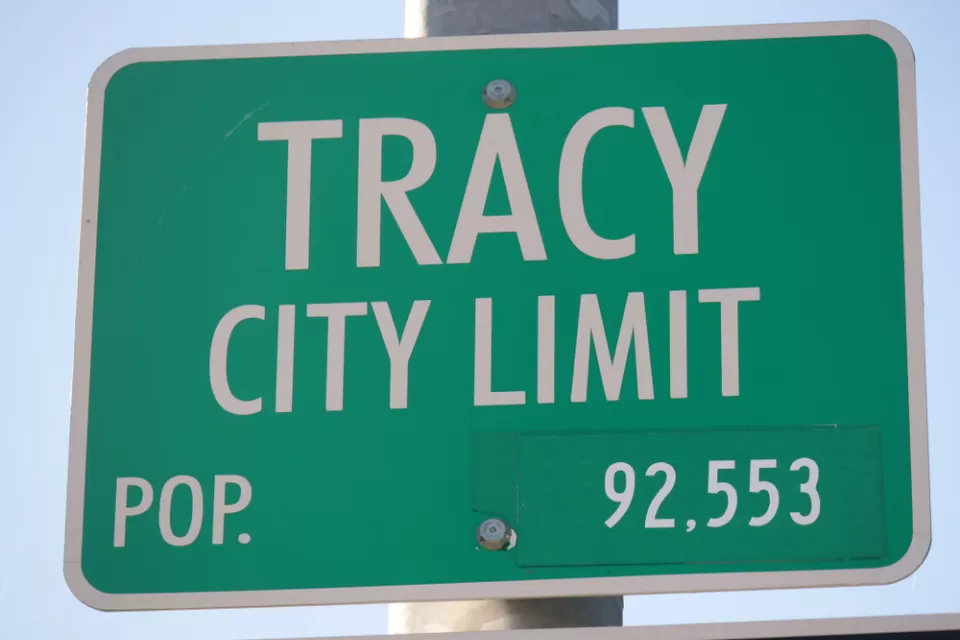 TRACY
CITY LIMIT
POP. 92,553